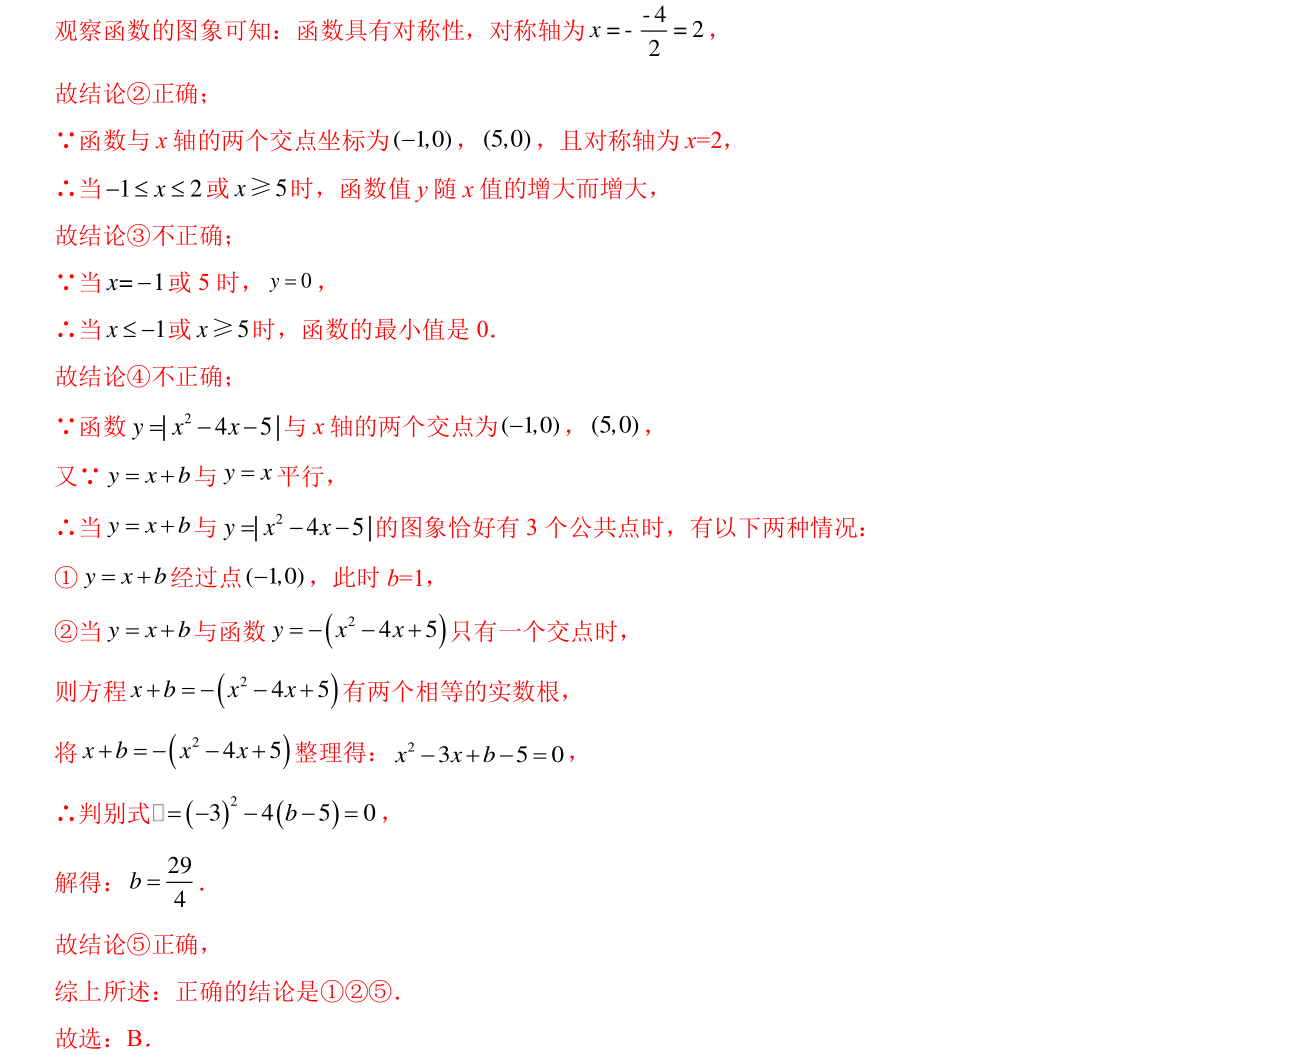 观察函数的图象可知：函数具有对称性，对称轴为 x = - \frac{-4}{2} = 2，
故结论②正确；
∵函数与 x 轴的两个交点坐标为(−1,0)，(5,0)，且对称轴为 x=2，
∴当 −1 ≤ x ≤ 2 或 x ≥ 5 时，函数值 y 随 x 值的增大而增大，
故结论③不正确；
∵当 x= −1 或 5 时，y = 0，
∴当 x ≤ −1 或 x ≥ 5 时，函数的最小值是 0．
故结论④不正确；
∵函数 y =| x² − 4x − 5 | 与 x 轴的两个交点为(−1,0)，(5,0)，
又∵ y = x + b 与 y = x 平行，
∴当 y = x + b 与 y =| x² − 4x − 5 | 的图象恰好有 3 个公共点时，有以下两种情况：
① y = x + b 经过点(−1,0)，此时 b=1，
②当 y = x + b 与函数 y = −(x² − 4x + 5) 只有一个交点时，
则方程 x + b = −(x² − 4x + 5) 有两个相等的实数根，
将 x + b = −(x² − 4x + 5) 整理得：x² − 3x + b − 5 = 0，
∴判别式 = (−3)² − 4(b − 5) = 0，
解得：b = \frac{29}{4}．
故结论⑤正确，
综上所述：正确的结论是①②⑤．
故选：B．